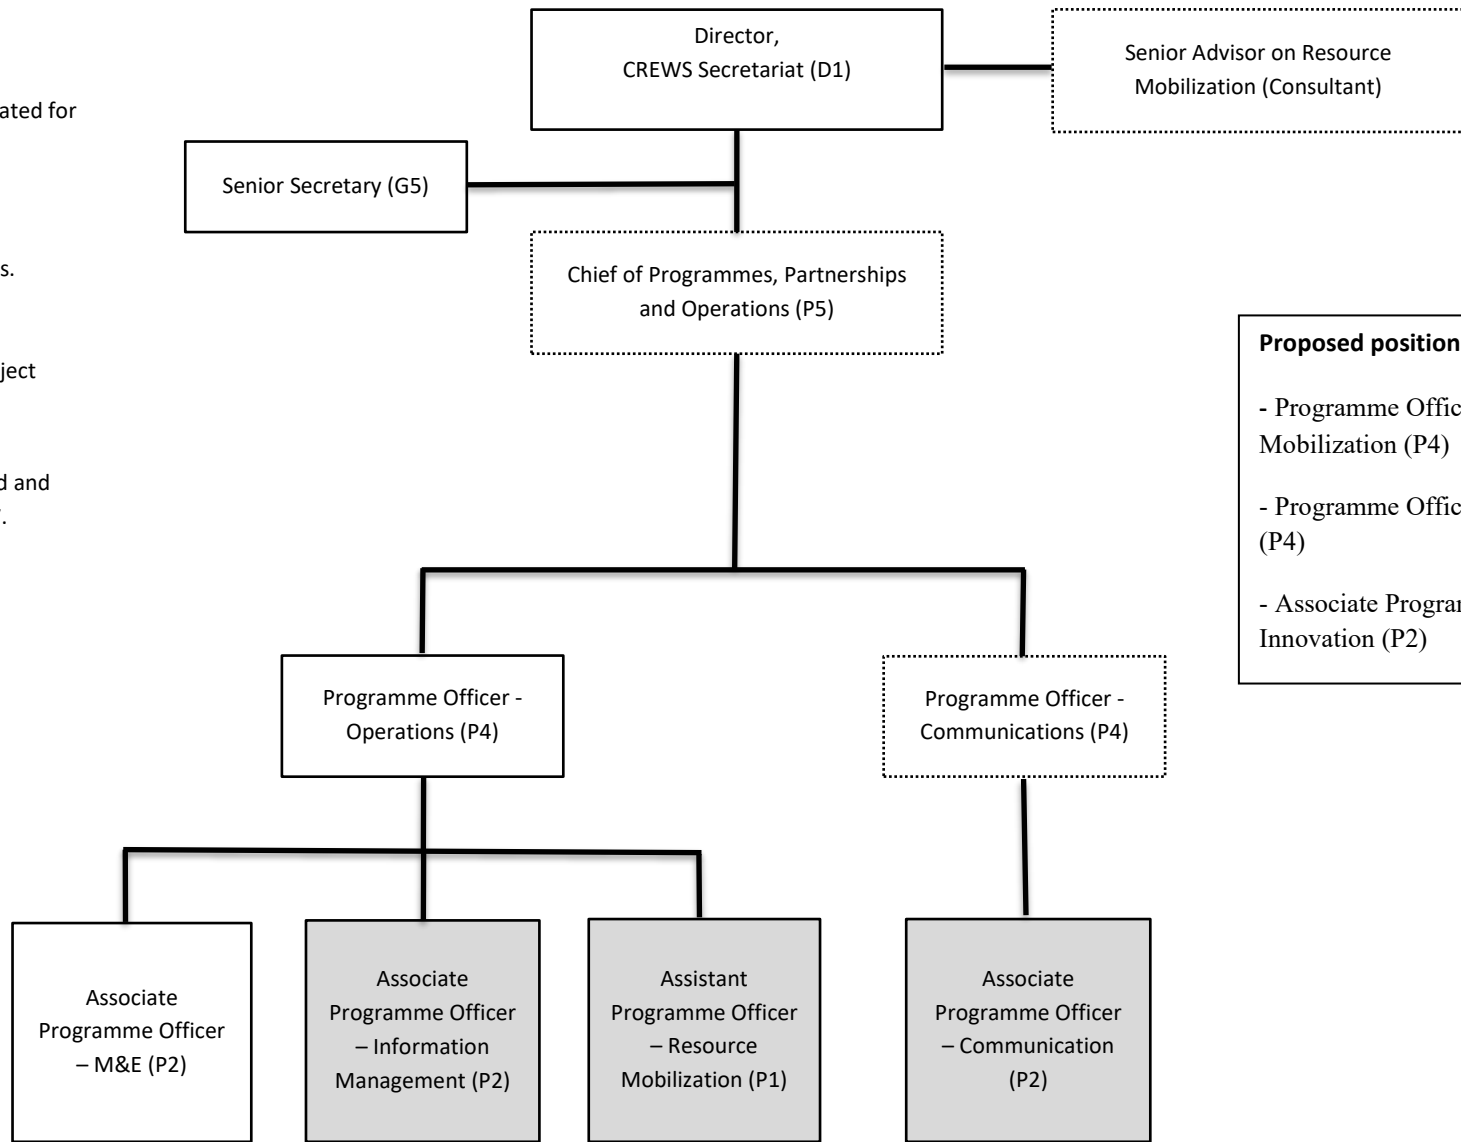 Director,
CREWS Secretariat (D1)
Senior Advisor on Resource
Mobilization (Consultant)
ated for
Senior Secretary (G5)
s.
Chief of Programmes, Partnerships
and Operations (P5)
ject
d and
.
Proposed position
- Programme Offic
Mobilization (P4)
- Programme Offic
(P4)
- Associate Program
Innovation (P2)
Programme Officer -
Operations (P4)
Programme Officer -
Communications (P4)
Associate
Programme Officer
– M&E (P2)
Associate
Programme Officer
– Information
Management (P2)
Assistant
Programme Officer
– Resource
Mobilization (P1)
Associate
Programme Officer
– Communication
(P2)